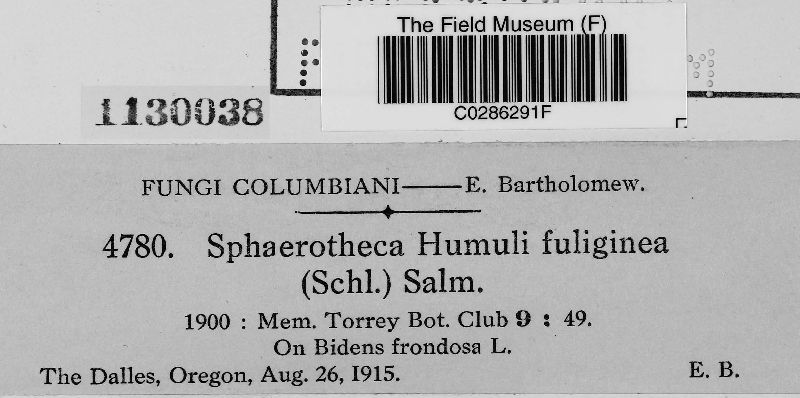 The Field Museum (F)
C0286291F
1130038
FUNGI COLUMBIANI——E. Bartholomew.
4780. Sphaerotheca Humuli fuliginea
(Schl.) Salm.
1900 : Mem. Torrey Bot. Club 9 : 49.
On Bidens frondosa L.
The Dalles, Oregon, Aug. 26, 1915. E. B.